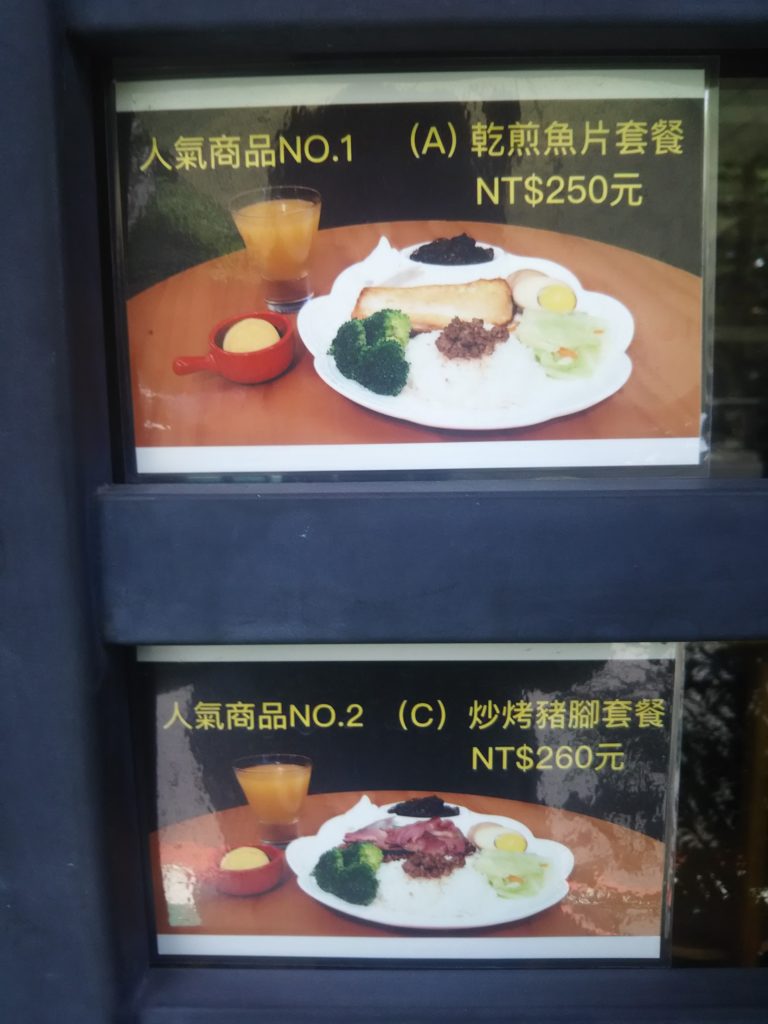 人氣商品NO.1 (A) 乾煎魚片套餐
NT$250元
人氣商品NO.2 (C) 炒烤豬腳套餐
NT$260元